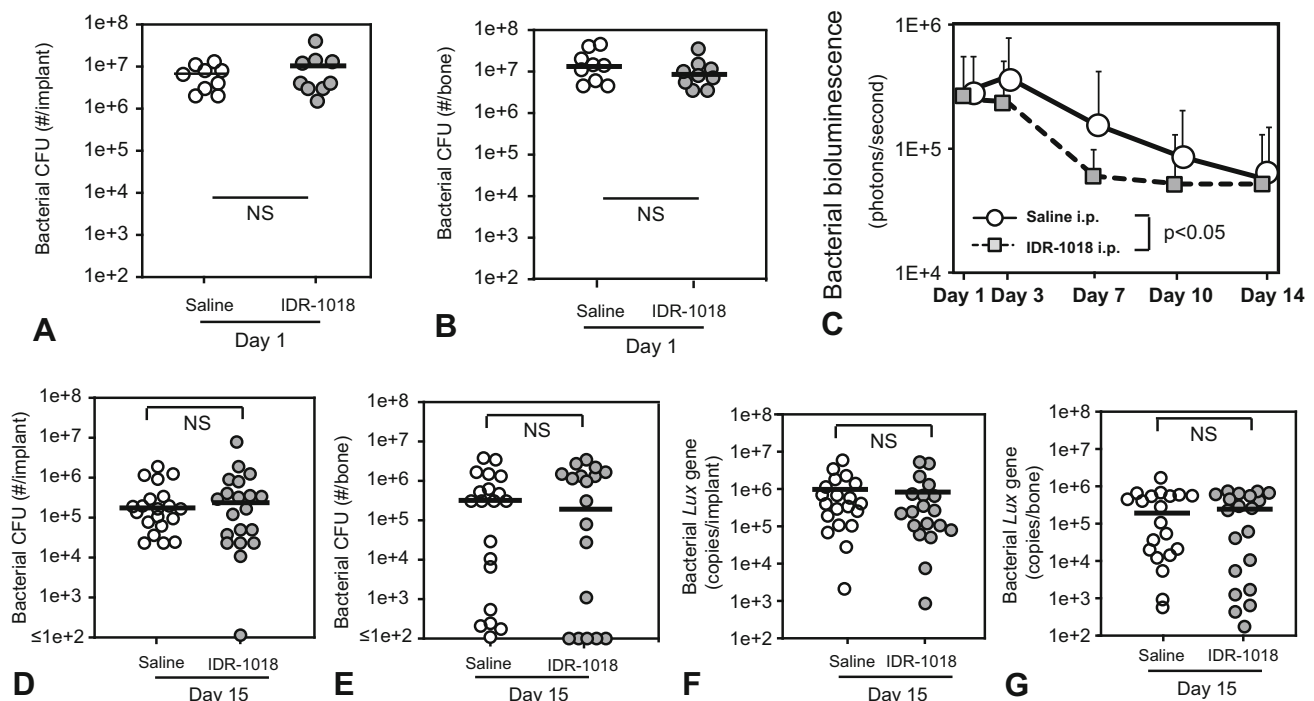 Bacterial CFU (#/implant)
1e+8
1e+7
1e+6
1e+5
1e+4
1e+3
1e+2
NS
Saline IDR-1018
Day 1
A
Bacterial CFU (#/bone)
1e+8
1e+7
1e+6
1e+5
1e+4
1e+3
1e+2
NS
Saline IDR-1018
Day 1
B
Bacterial bioluminescence
(photons/second)
1e+6
1e+5
1e+4
Saline i.p.
IDR-1018 i.p.
p<0.05
Day 1 Day 3 Day 7 Day 10 Day 14
C
Bacterial CFU (#/implant)
1e+8
1e+7
1e+6
1e+5
1e+4
1e+3
≤1e+2
NS
Saline IDR-1018
Day 15
D
Bacterial CFU (#/bone)
1e+8
1e+7
1e+6
1e+5
1e+4
1e+3
≤1e+2
NS
Saline IDR-1018
Day 15
E
Bacterial Lux gene
(copies/implant)
1e+8
1e+7
1e+6
1e+5
1e+4
1e+3
1e+2
NS
Saline IDR-1018
Day 15
F
Bacterial Lux gene
(copies/bone)
1e+8
1e+7
1e+6
1e+5
1e+4
1e+3
1e+2
NS
Saline IDR-1018
Day 15
G